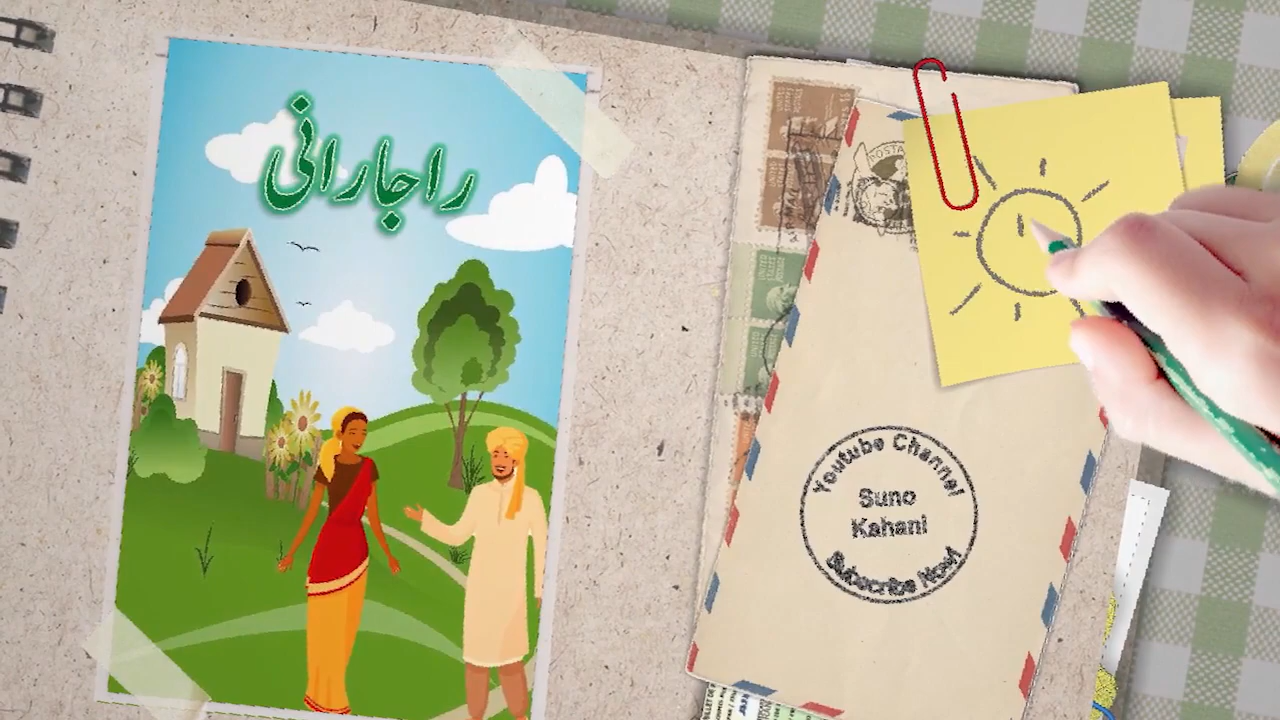 راجارانی
Youtube Channel
Suno
Kahani
Subscribe Now!